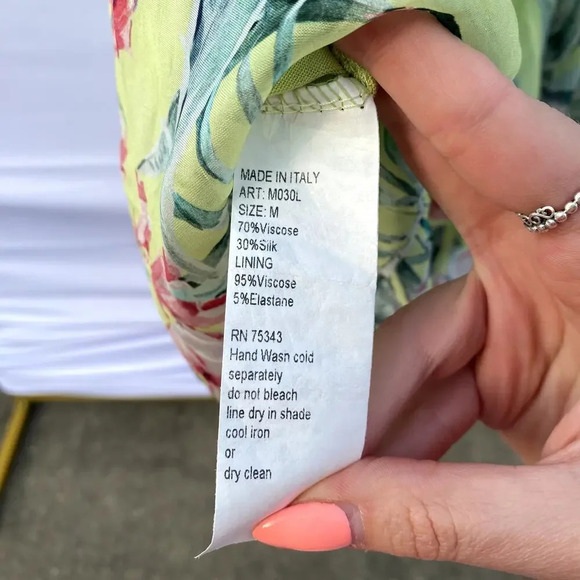 MADE IN ITALY
ART: M030L
SIZE: M
70%Viscose
30%Silk
LINING
95%Viscose
5%Elastane
RN 75343
Hand Wash cold
separately
do not bleach
line dry in shade
cool iron
or
dry clean